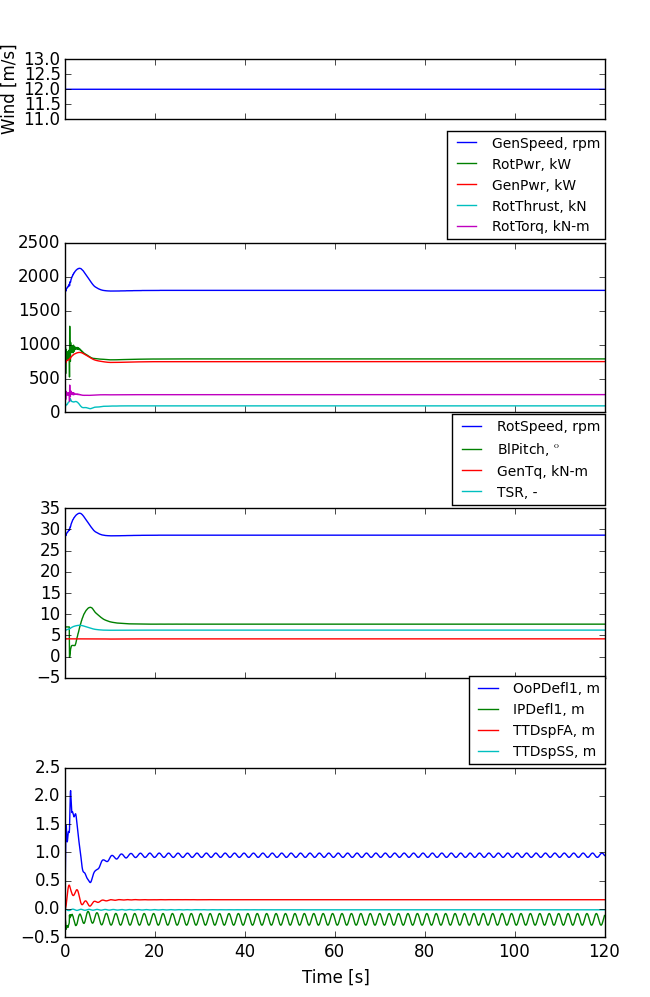 Wind [m/s]
13.0
12.5
12.0
11.5
11.0
GenSpeed, rpm
RotPwr, kW
GenPwr, kW
RotThrust, kN
RotTorq, kN-m
2500
2000
1500
1000
500
0
RotSpeed, rpm
BlPitch, °
GenTq, kN-m
TSR, -
35
30
25
20
15
10
5
0
−5
OoPDefl1, m
IPDefl1, m
TTDspFA, m
TTDspSS, m
2.5
2.0
1.5
1.0
0.5
0.0
−0.5
0 20 40 60 80 100 120
Time [s]